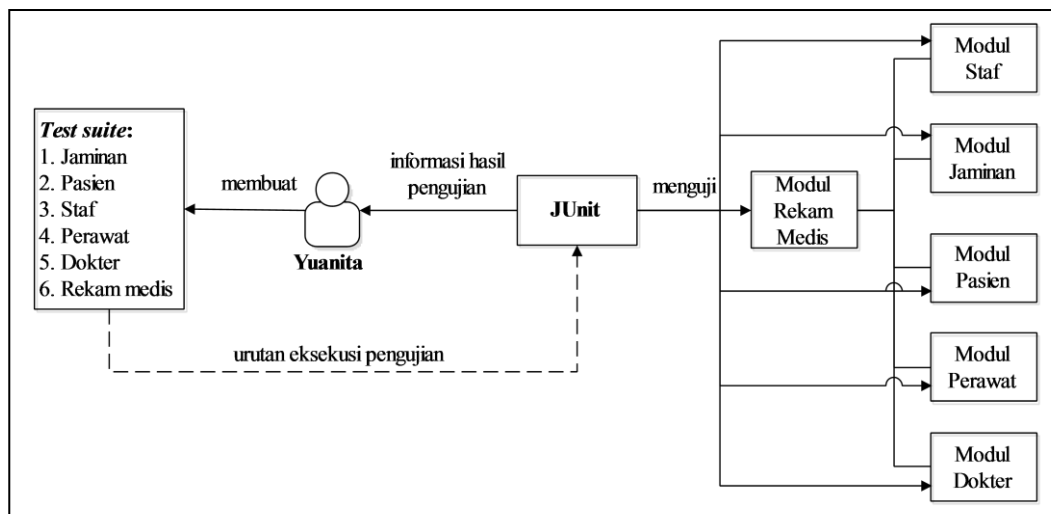 Test suite:
1. Jaminan
2. Pasien
3. Staf
4. Perawat
5. Dokter
6. Rekam medis
membuat
Yuanita
informasi hasil
pengujian
JUnit
menguji
urutan eksekusi pengujian
Modul
Rekam
Medis
Modul
Staf
Modul
Jaminan
Modul
Pasien
Modul
Perawat
Modul
Dokter